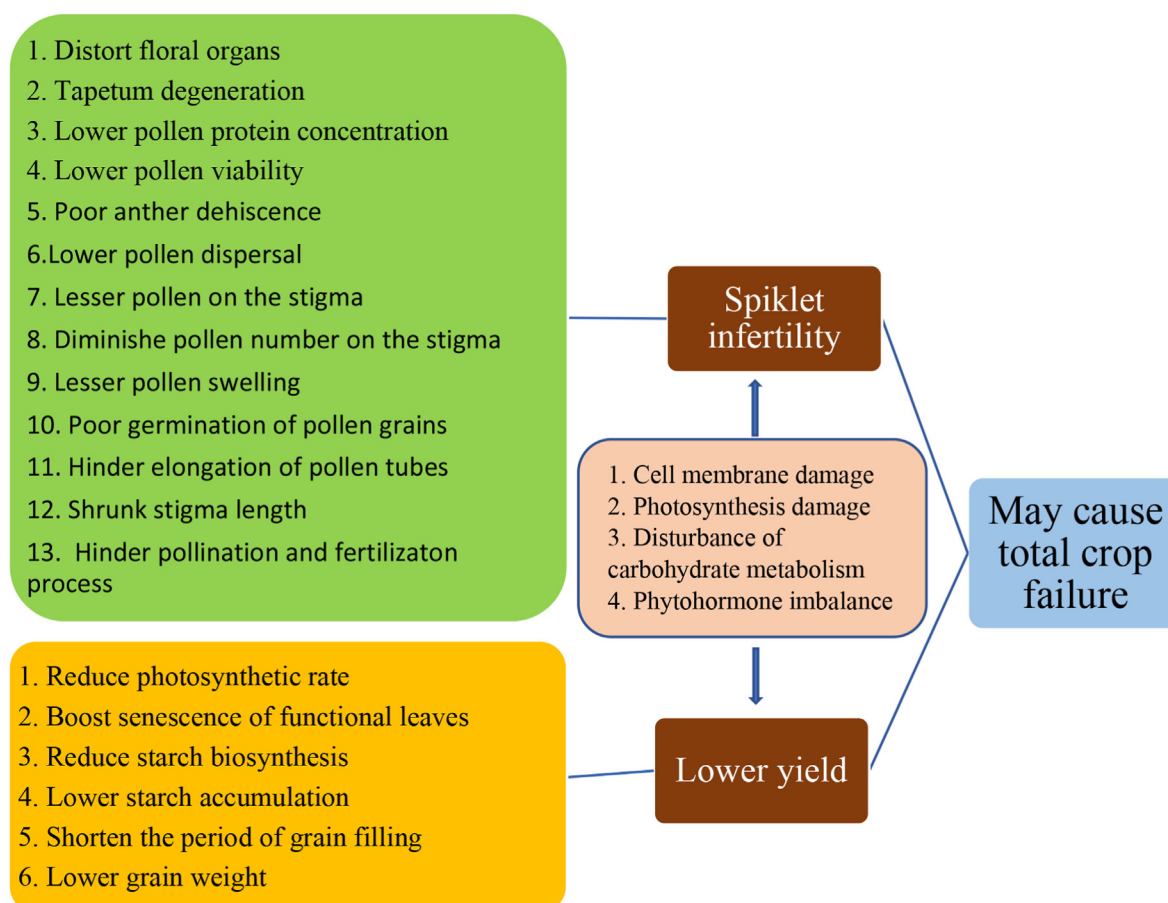 1. Distort floral organs
2. Tapetum degeneration
3. Lower pollen protein concentration
4. Lower pollen viability
5. Poor anther dehiscence
6.Lower pollen dispersal
7. Lesser pollen on the stigma
8. Diminishe pollen number on the stigma
9. Lesser pollen swelling
10. Poor germination of pollen grains
11. Hinder elongation of pollen tubes
12. Shrunk stigma length
13. Hinder pollination and fertilizaton
process
Spiklet
infertility
1. Cell membrane damage
2. Photosynthesis damage
3. Disturbance of
carbohydrate metabolism
4. Phytohormone imbalance
May cause
total crop
failure
1. Reduce photosynthetic rate
2. Boost senescence of functional leaves
3. Reduce starch biosynthesis
4. Lower starch accumulation
5. Shorten the period of grain filling
6. Lower grain weight
Lower yield